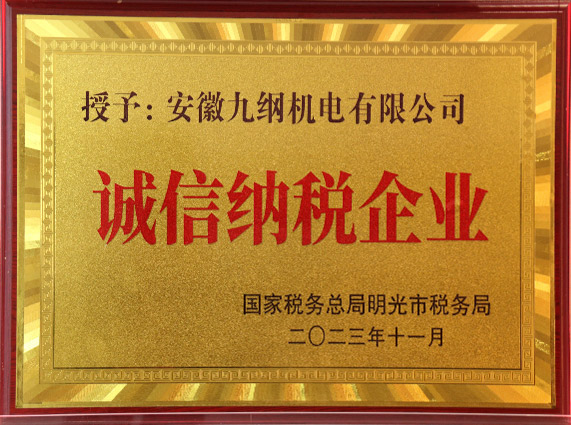 授予：安徽九纲机电有限公司
诚信纳税企业
国家税务总局明光市税务局
二〇二三年十一月